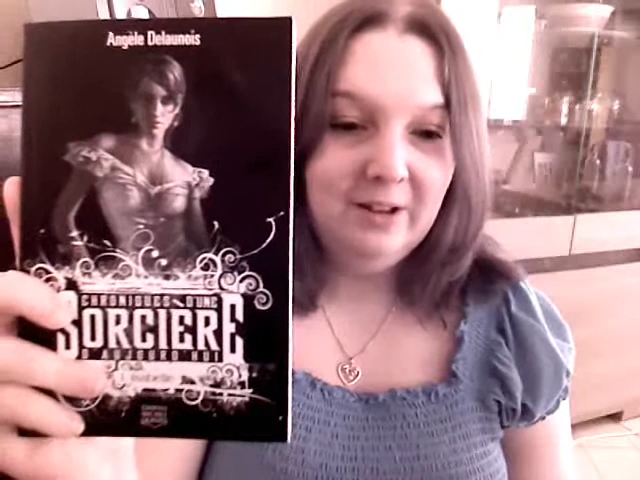 Angèle Delaunois
CHRONIQUES D'UNE
SORCIÈRE
D'AUJOURD'HUI